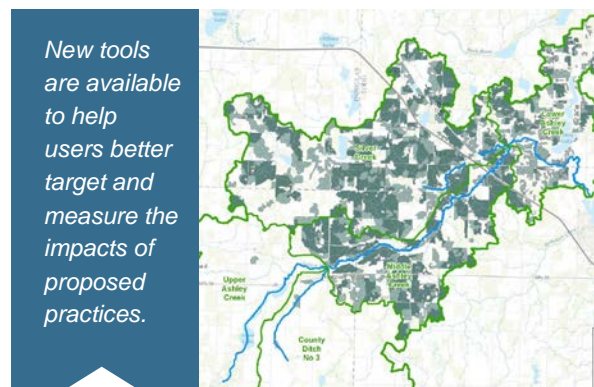 New tools
are available
to help
users better
target and
measure the
impacts of
proposed
practices.
Lower
Ashley
Creek
Middle
Ashley
Creek
Upper
Ashley
Creek
County
Ditch
No 3